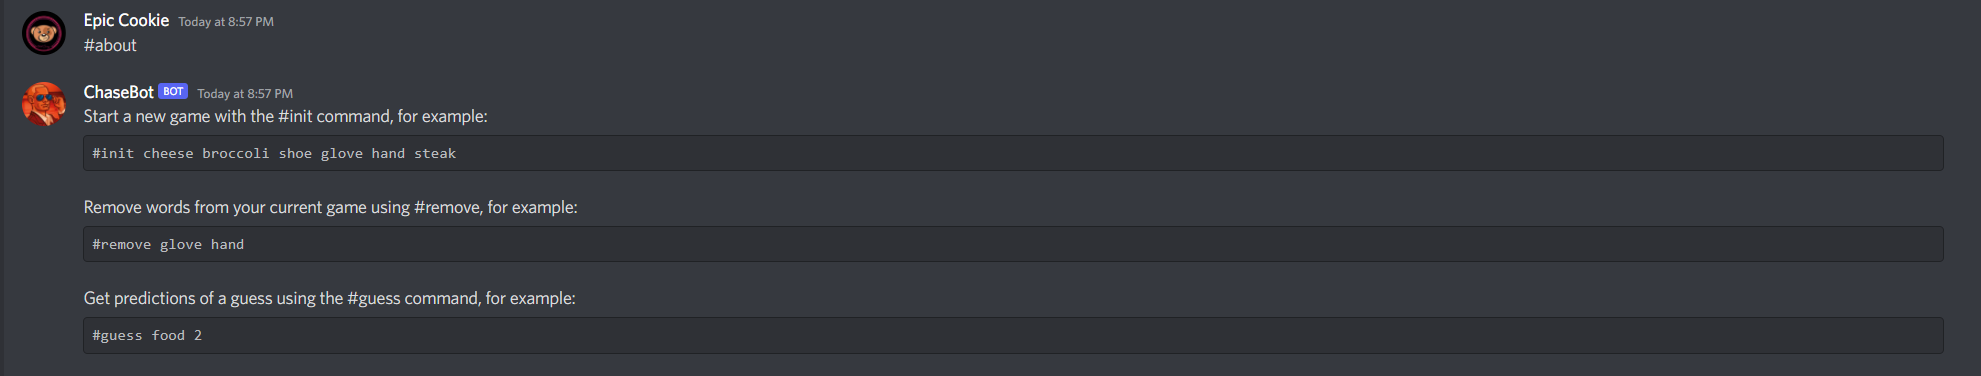 Epic Cookie Today at 8:57 PM
#about
ChaseBot BOT Today at 8:57 PM
Start a new game with the #init command, for example:
#init cheese broccoli shoe glove hand steak
Remove words from your current game using #remove, for example:
#remove glove hand
Get predictions of a guess using the #guess command, for example:
#guess food 2